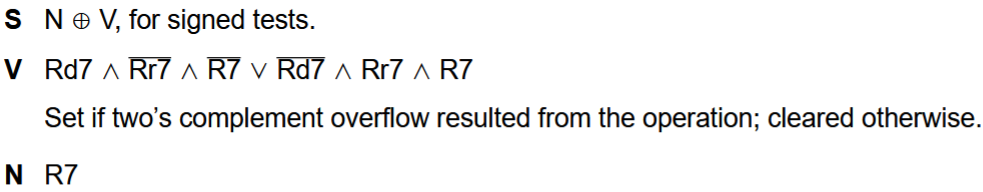 S N ⊕ V, for signed tests.
V Rd7 ∧ R̅r̅7̅ ∧ R̅7̅ ∨ R̅d̅7̅ ∧ Rr7 ∧ R7
Set if two’s complement overflow resulted from the operation; cleared otherwise.
N R7